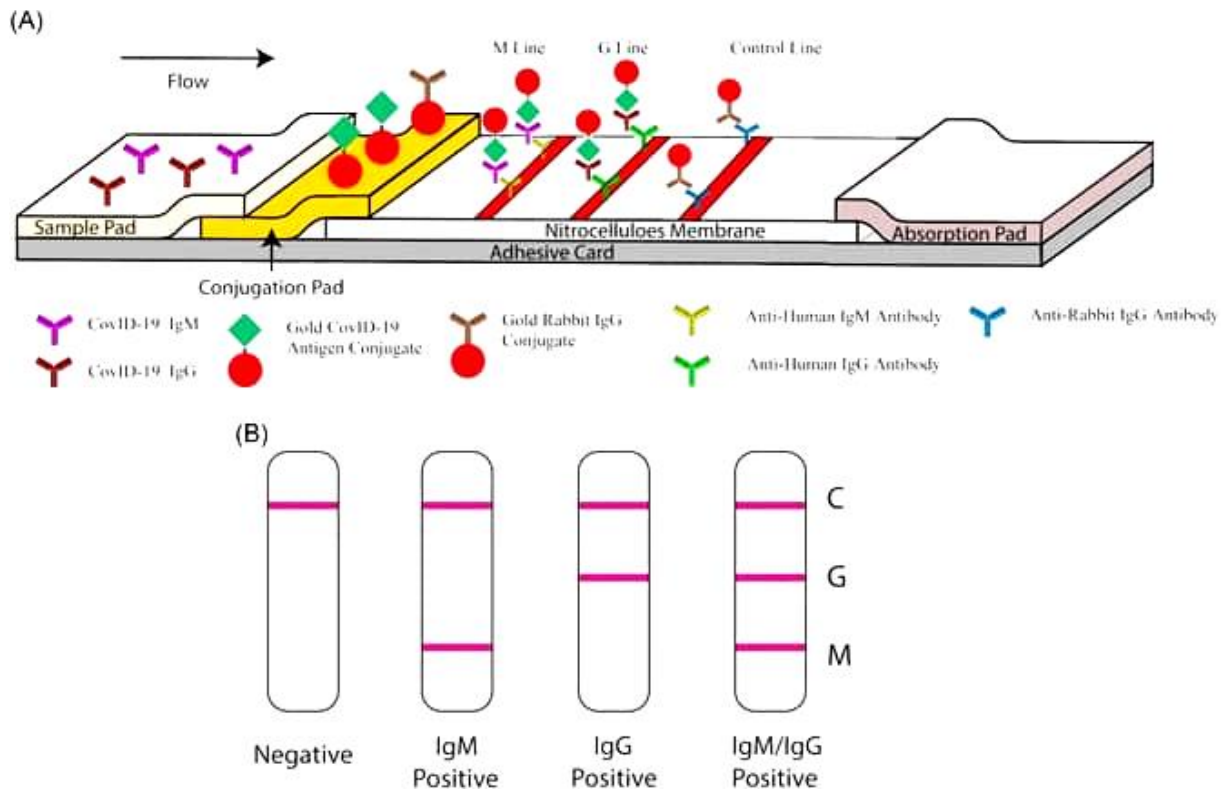 (A)
M Line G Line Control Line
Flow
Sample Pad
Nitrocelluloes Membrane
Absorption Pad
Adhesive Card
Conjugation Pad
CovID-19 IgM
Gold CovID-19
Antigen Conjugate
Gold Rabbit IgG
Conjugate
Anti-Human IgM Antibody
Anti-Rabbit IgG Antibody
CovID-19 IgG
Anti-Human IgG Antibody
(B)
C
G
M
Negative
IgM
Positive
IgG
Positive
IgM/IgG
Positive